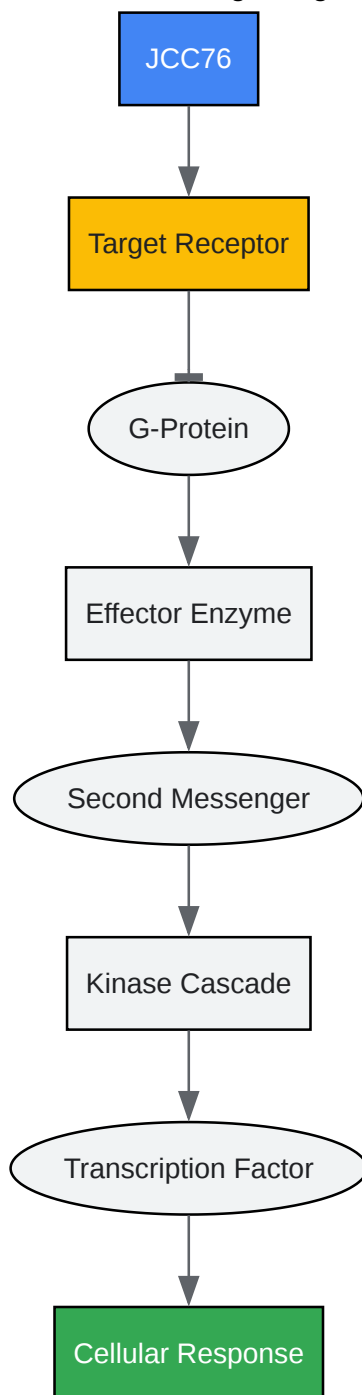 JCC76
Target Receptor
G-Protein
Effector Enzyme
Second Messenger
Kinase Cascade
Transcription Factor
Cellular Response